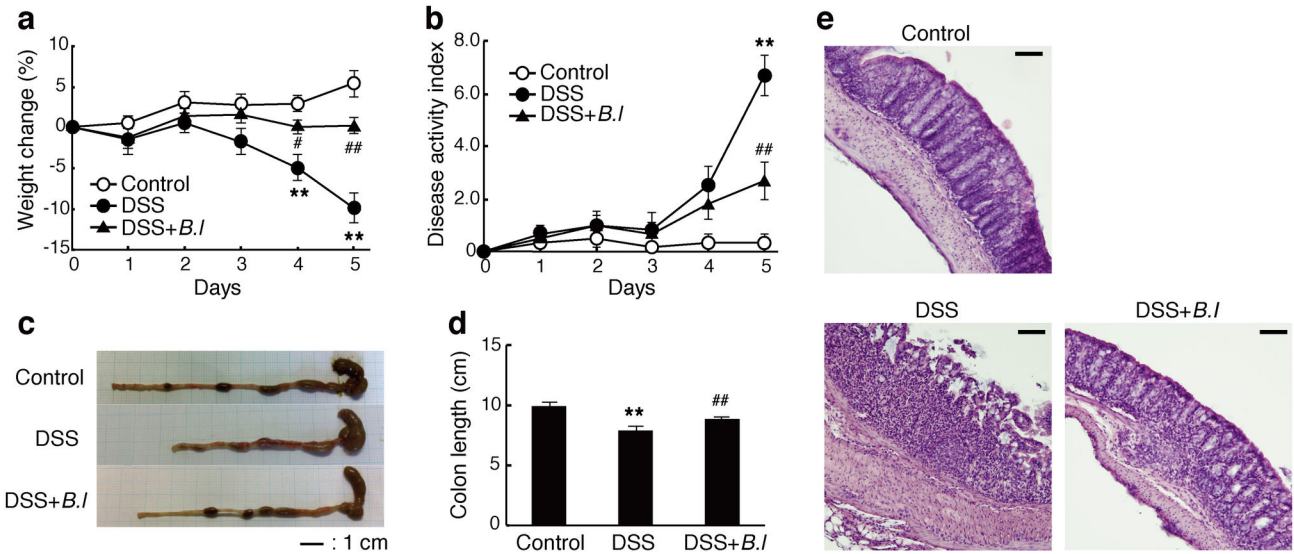 a
Weight change (%)
10
5
0
-5
-10
-15
0 1 2 3 4 5
Days
Control
DSS
DSS+B.I
#
##
**
**
b
Disease activity index
8.0
6.0
4.0
2.0
0
0 1 2 3 4 5
Days
Control
DSS
DSS+B.I
**
##
c
Control
DSS
DSS+B.I
: 1 cm
d
Colon length (cm)
15
10
5
0
**
##
Control DSS DSS+B.I
e
Control
DSS DSS+B.I